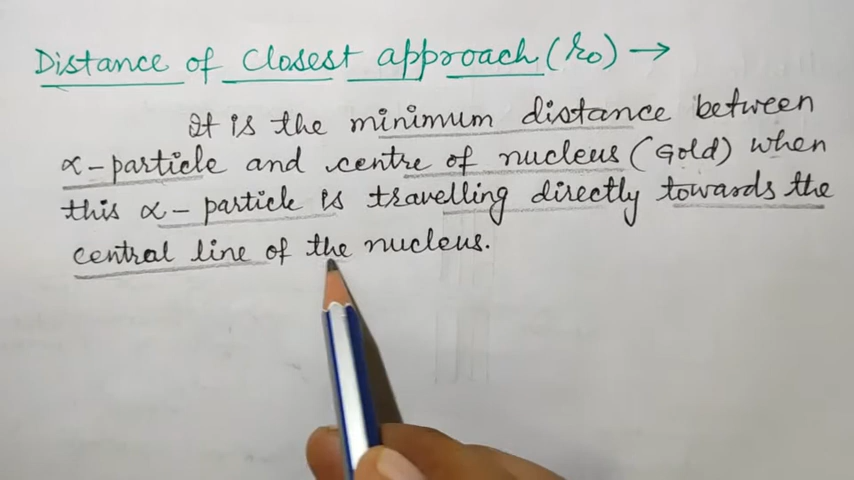 Distance of closest approach (r₀) →
It is the minimum distance between
α-particle and centre of nucleus (Gold) when
this α-particle is travelling directly towards the
central line of the nucleus.